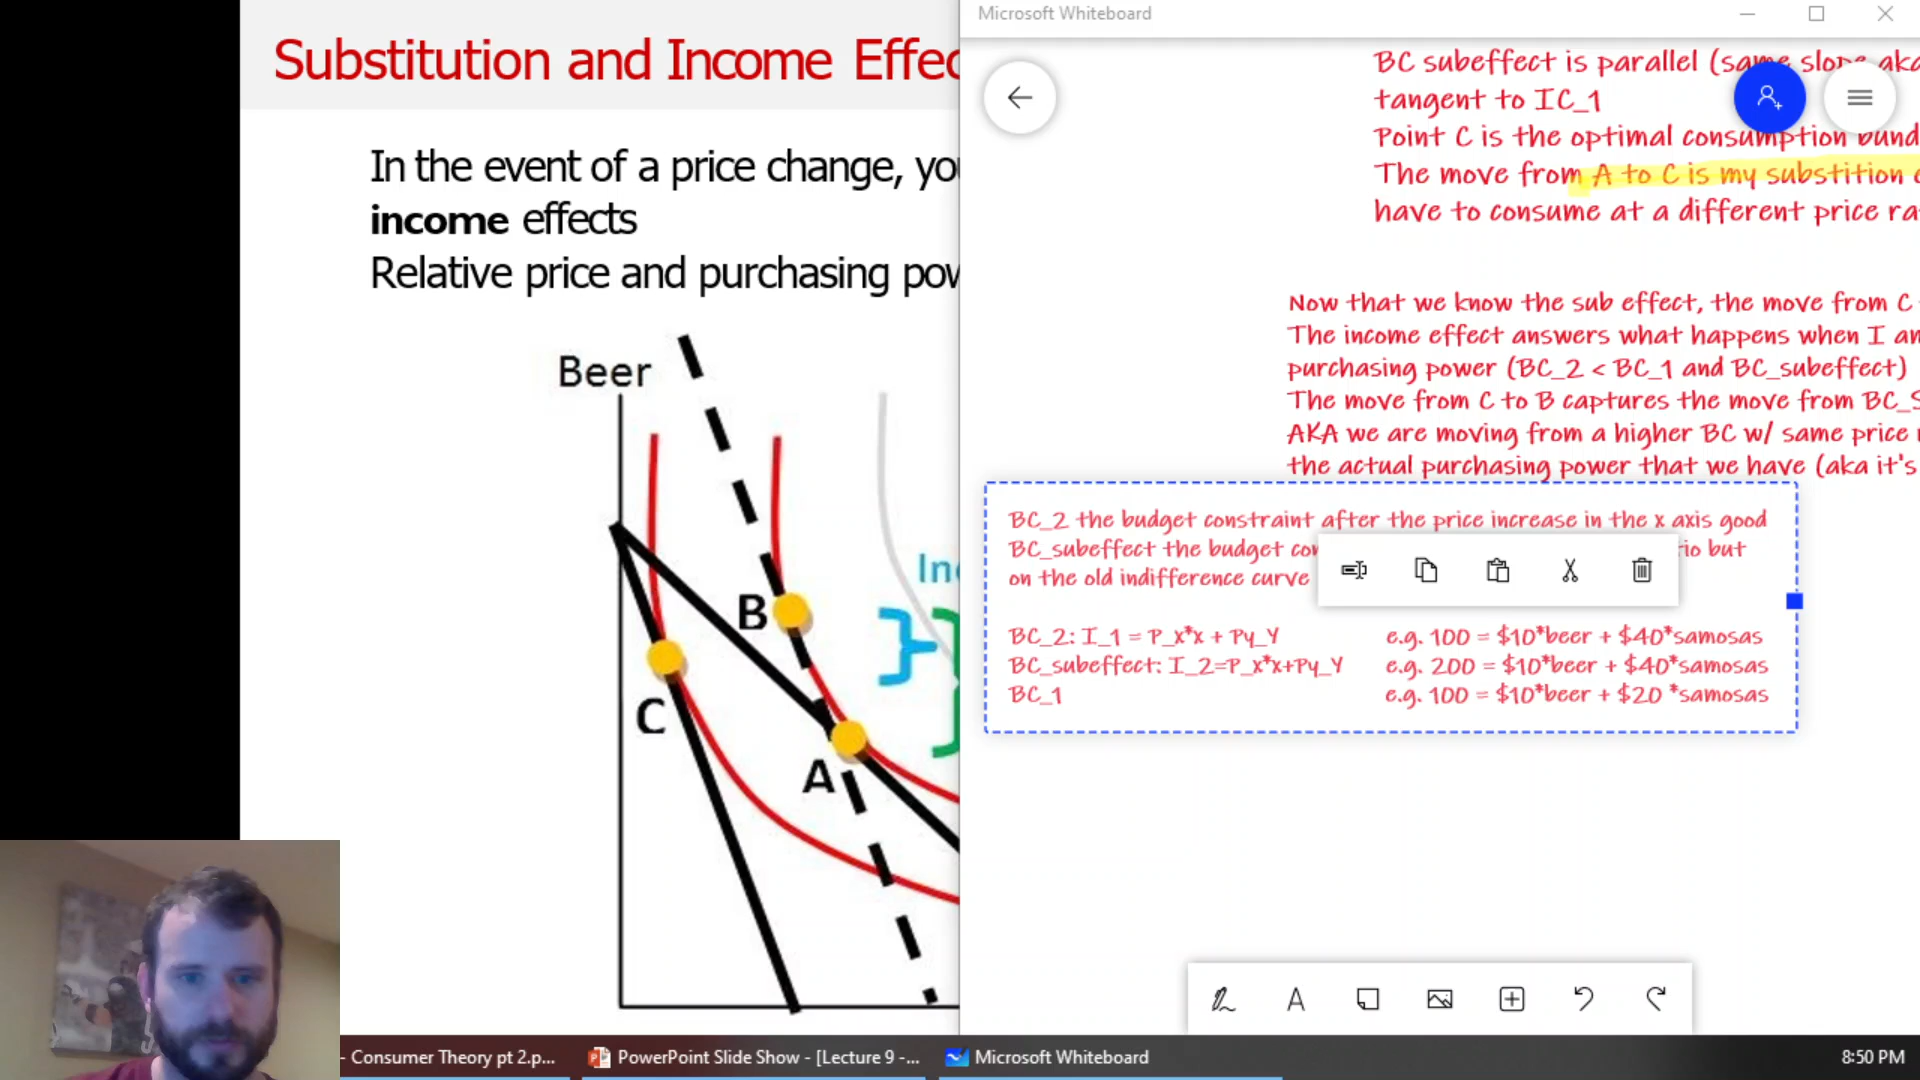 Substitution and Income Effec
In the event of a price change, yo
income effects
Relative price and purchasing pow
Beer
B
C
A
In
Microsoft Whiteboard
BC subeffect is parallel (same slope aka
tangent to IC_1
Point C is the optimal consumption bund
The move from A to C is my substition
have to consume at a different price ra
Now that we know the sub effect, the move from C
The income effect answers what happens when I an
purchasing power (BC_2 < BC_1 and BC_subeffect)
The move from C to B captures the move from BC_S
AKA we are moving from a higher BC w/ same price
the actual purchasing power that we have (aka it's
BC_2 the budget constraint after the price increase in the x axis good
BC_subeffect the budget con io but
on the old indifference curve
BC_2: I_1 = P_x*x + Py_Y e.g. 100 = $10*beer + $40*samosas
BC_subeffect: I_2=P_x*x+Py_Y e.g. 200 = $10*beer + $40*samosas
BC_1 e.g. 100 = $10*beer + $20 *samosas
- Consumer Theory pt 2.p...
PowerPoint Slide Show - [Lecture 9 -...
Microsoft Whiteboard
8:50 PM